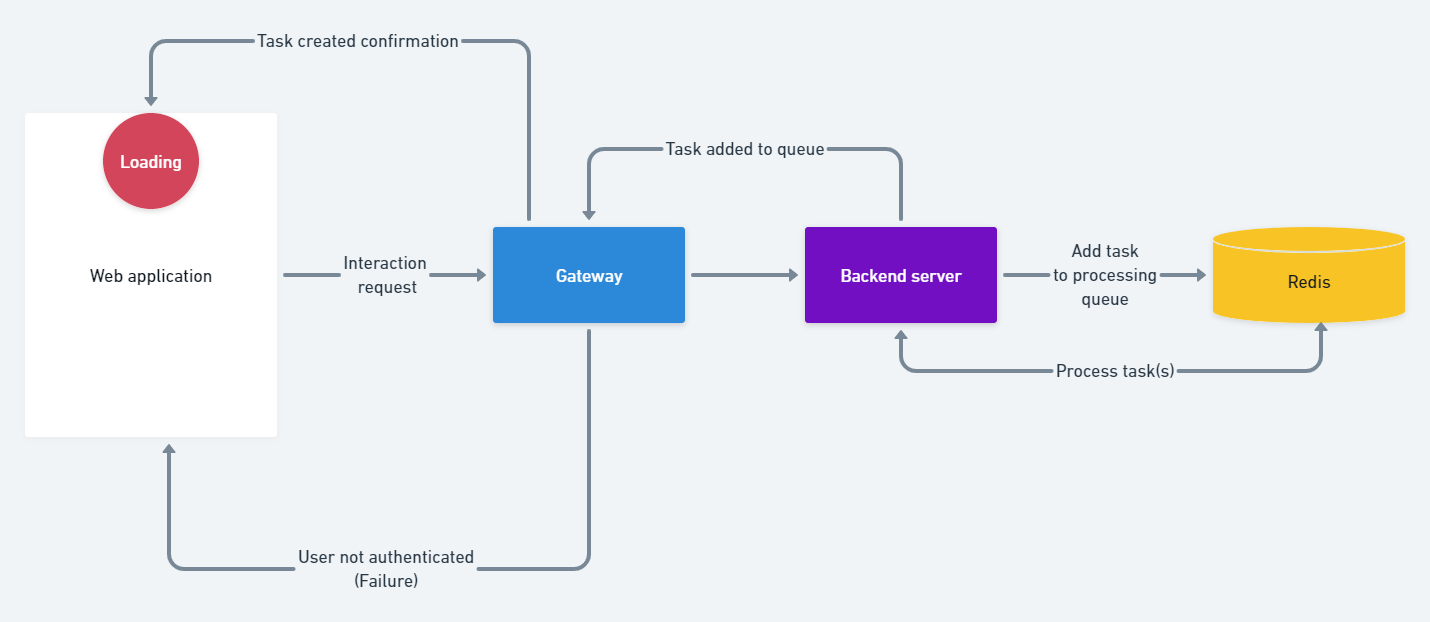 Task created confirmation
Loading
Task added to queue
Web application
Interaction
request
Gateway
Backend server
Add task
to processing
queue
Redis
Process task(s)
User not authenticated
(Failure)